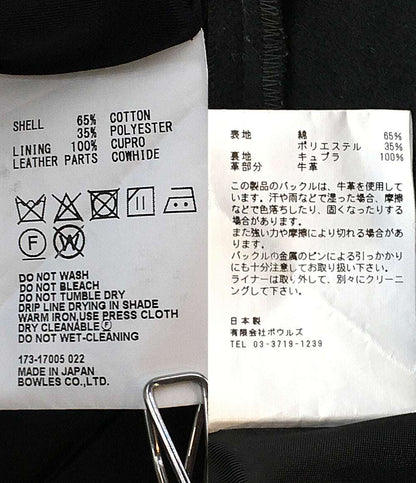 SHELL 65% COTTON
35% POLYESTER
LINING 100% CUPRO
LEATHER PARTS COWHIDE
F W
DO NOT WASH
DO NOT BLEACH
DO NOT TUMBLE DRY
DRIP LINE DRYING IN SHADE
WARM IRON,USE PRESS CLOTH
DRY CLEANABLE Ⓕ
DO NOT WET-CLEANING
173-17005 022
MADE IN JAPAN
BOWLES CO.,LTD.
表地 綿 65%
ポリエステル 35%
裏地 キュプラ 100%
革部分 牛革
この製品のバックルは、牛革を使用して
います。汗や雨などで湿った場合、摩擦
などで色落ちしたり、固くなったりする
場合があります。
また強い力や摩擦により切れる場合があ
ります。
バックルの金属のピンによる引っかかり
にも十分注意してお取り扱い下さい。
ライナーは取り外して、別々にクリーニ
ングして下さい。
日本製
有限会社ボウルズ
TEL 03-3719-1239